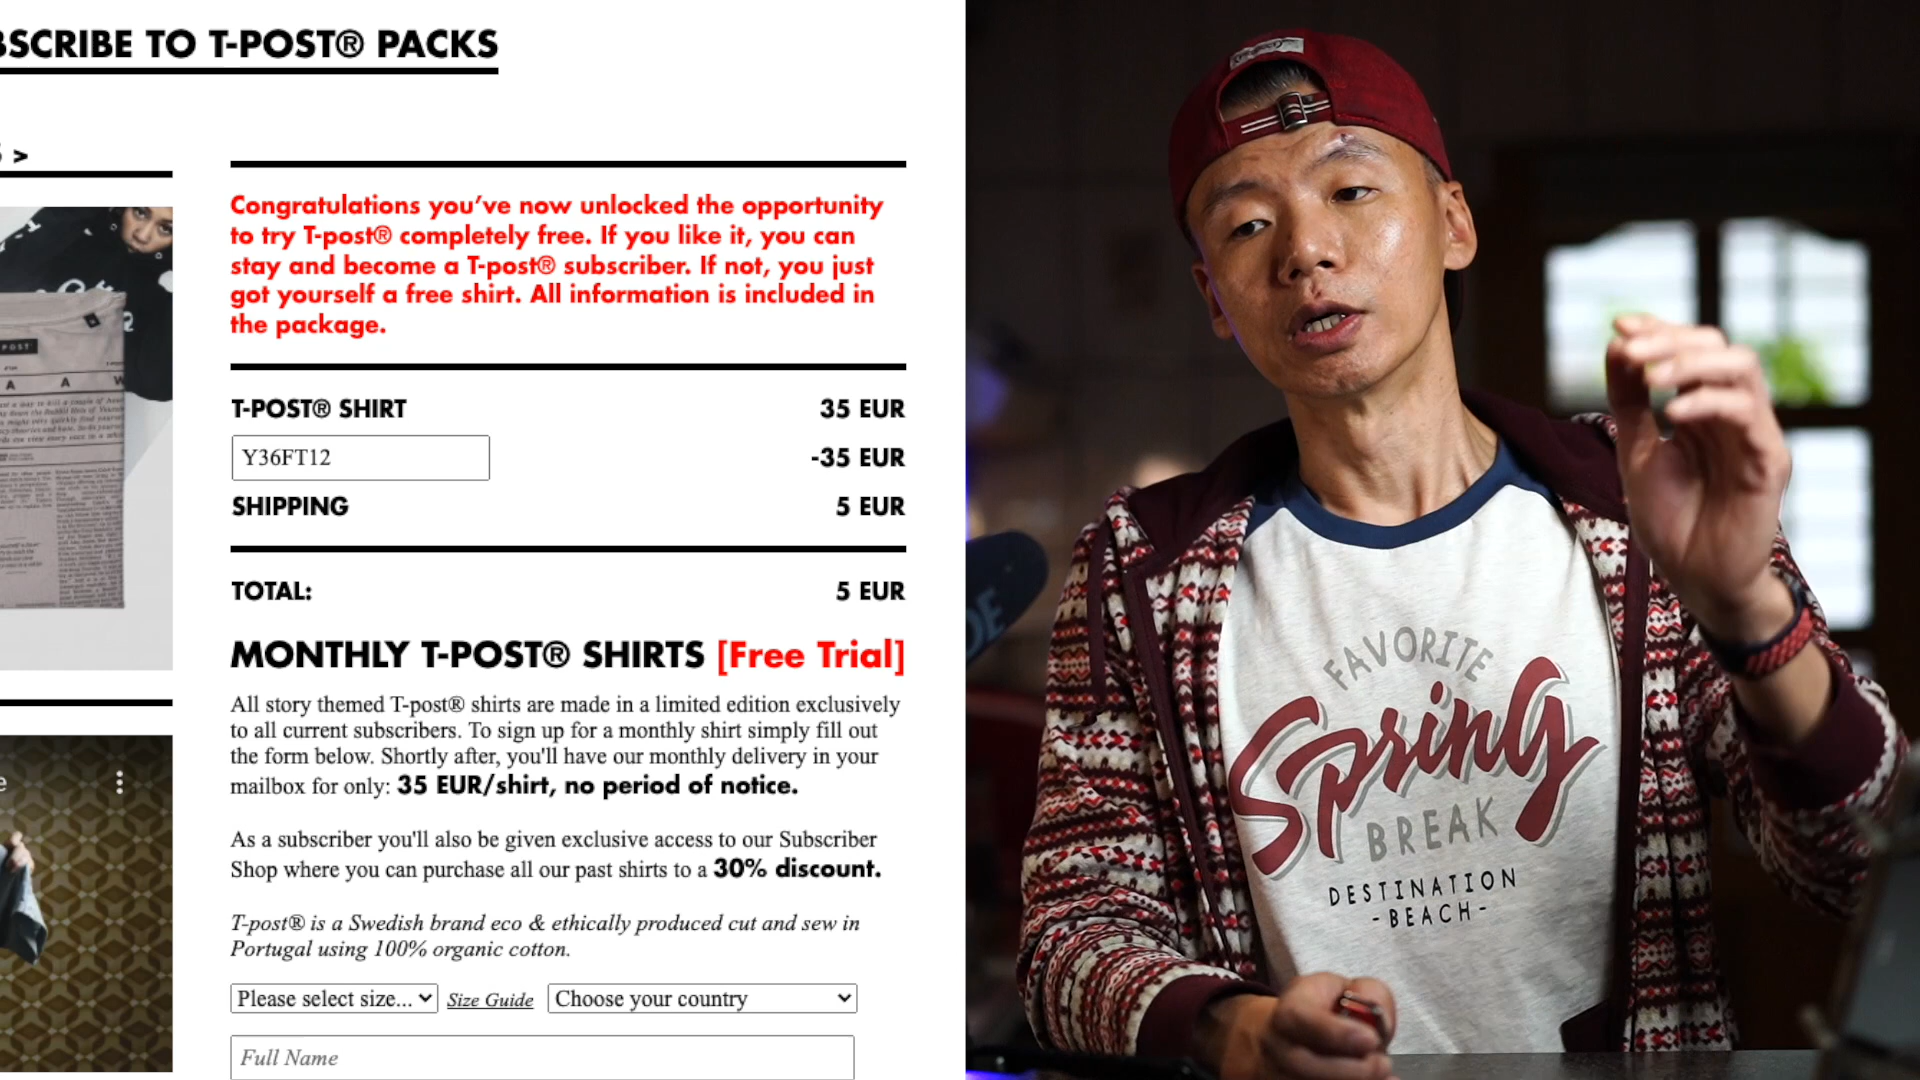 BSCRIBE TO T-POST® PACKS
>
Congratulations you've now unlocked the opportunity
to try T-post® completely free. If you like it, you can
stay and become a T-post® subscriber. If not, you just
got yourself a free shirt. All information is included in
the package.
T-POST® SHIRT 35 EUR
Y36FT12 -35 EUR
SHIPPING 5 EUR
TOTAL: 5 EUR
MONTHLY T-POST® SHIRTS [Free Trial]
All story themed T-post® shirts are made in a limited edition exclusively
to all current subscribers. To sign up for a monthly shirt simply fill out
the form below. Shortly after, you'll have our monthly delivery in your
mailbox for only: 35 EUR/shirt, no period of notice.
As a subscriber you'll also be given exclusive access to our Subscriber
Shop where you can purchase all our past shirts to a 30% discount.
T-post® is a Swedish brand eco & ethically produced cut and sew in
Portugal using 100% organic cotton.
Please select size... Size Guide Choose your country
Full Name
POST
A A W
FAVORITE
Spring
BREAK
DESTINATION
-BEACH-